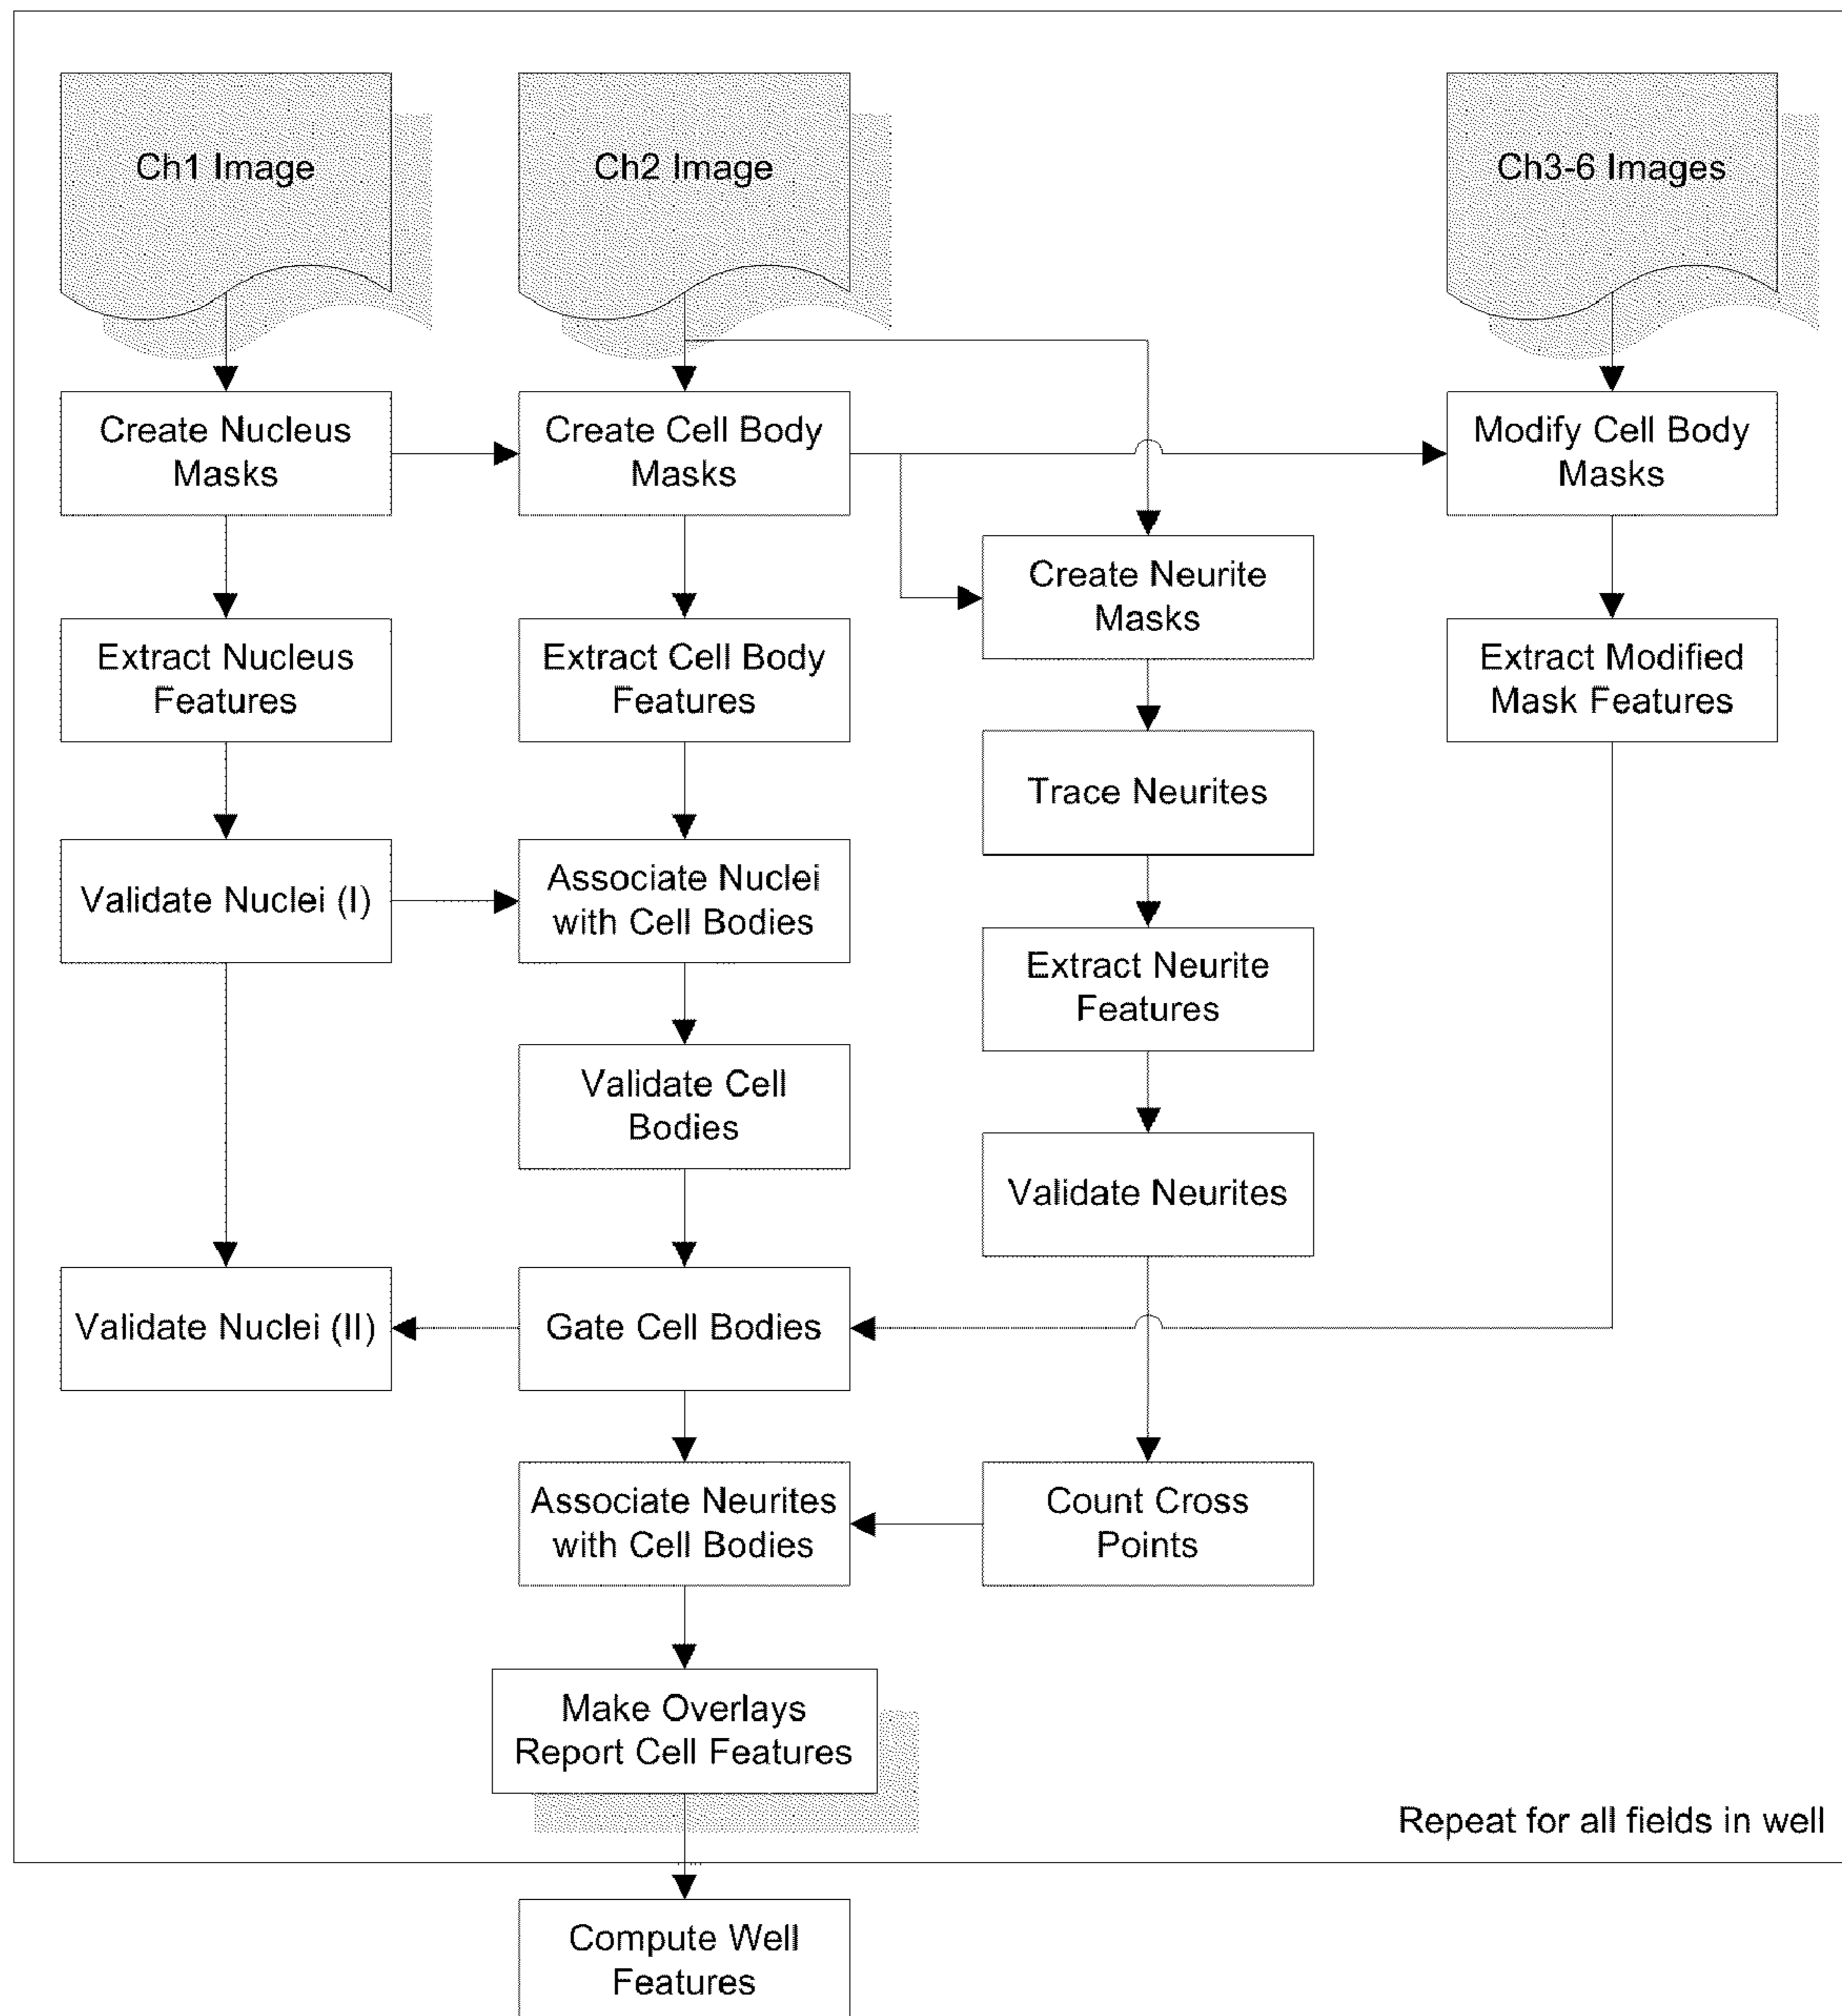 Ch1 Image
Ch2 Image
Ch3-6 Images
Create Nucleus
Masks
Create Cell Body
Masks
Modify Cell Body
Masks
Create Neurite
Masks
Extract Nucleus
Features
Extract Cell Body
Features
Extract Modified
Mask Features
Trace Neurites
Validate Nuclei (I)
Associate Nuclei
with Cell Bodies
Extract Neurite
Features
Validate Cell
Bodies
Validate Neurites
Validate Nuclei (II)
Gate Cell Bodies
Associate Neurites
with Cell Bodies
Count Cross
Points
Make Overlays
Report Cell Features
Repeat for all fields in well
Compute Well
Features